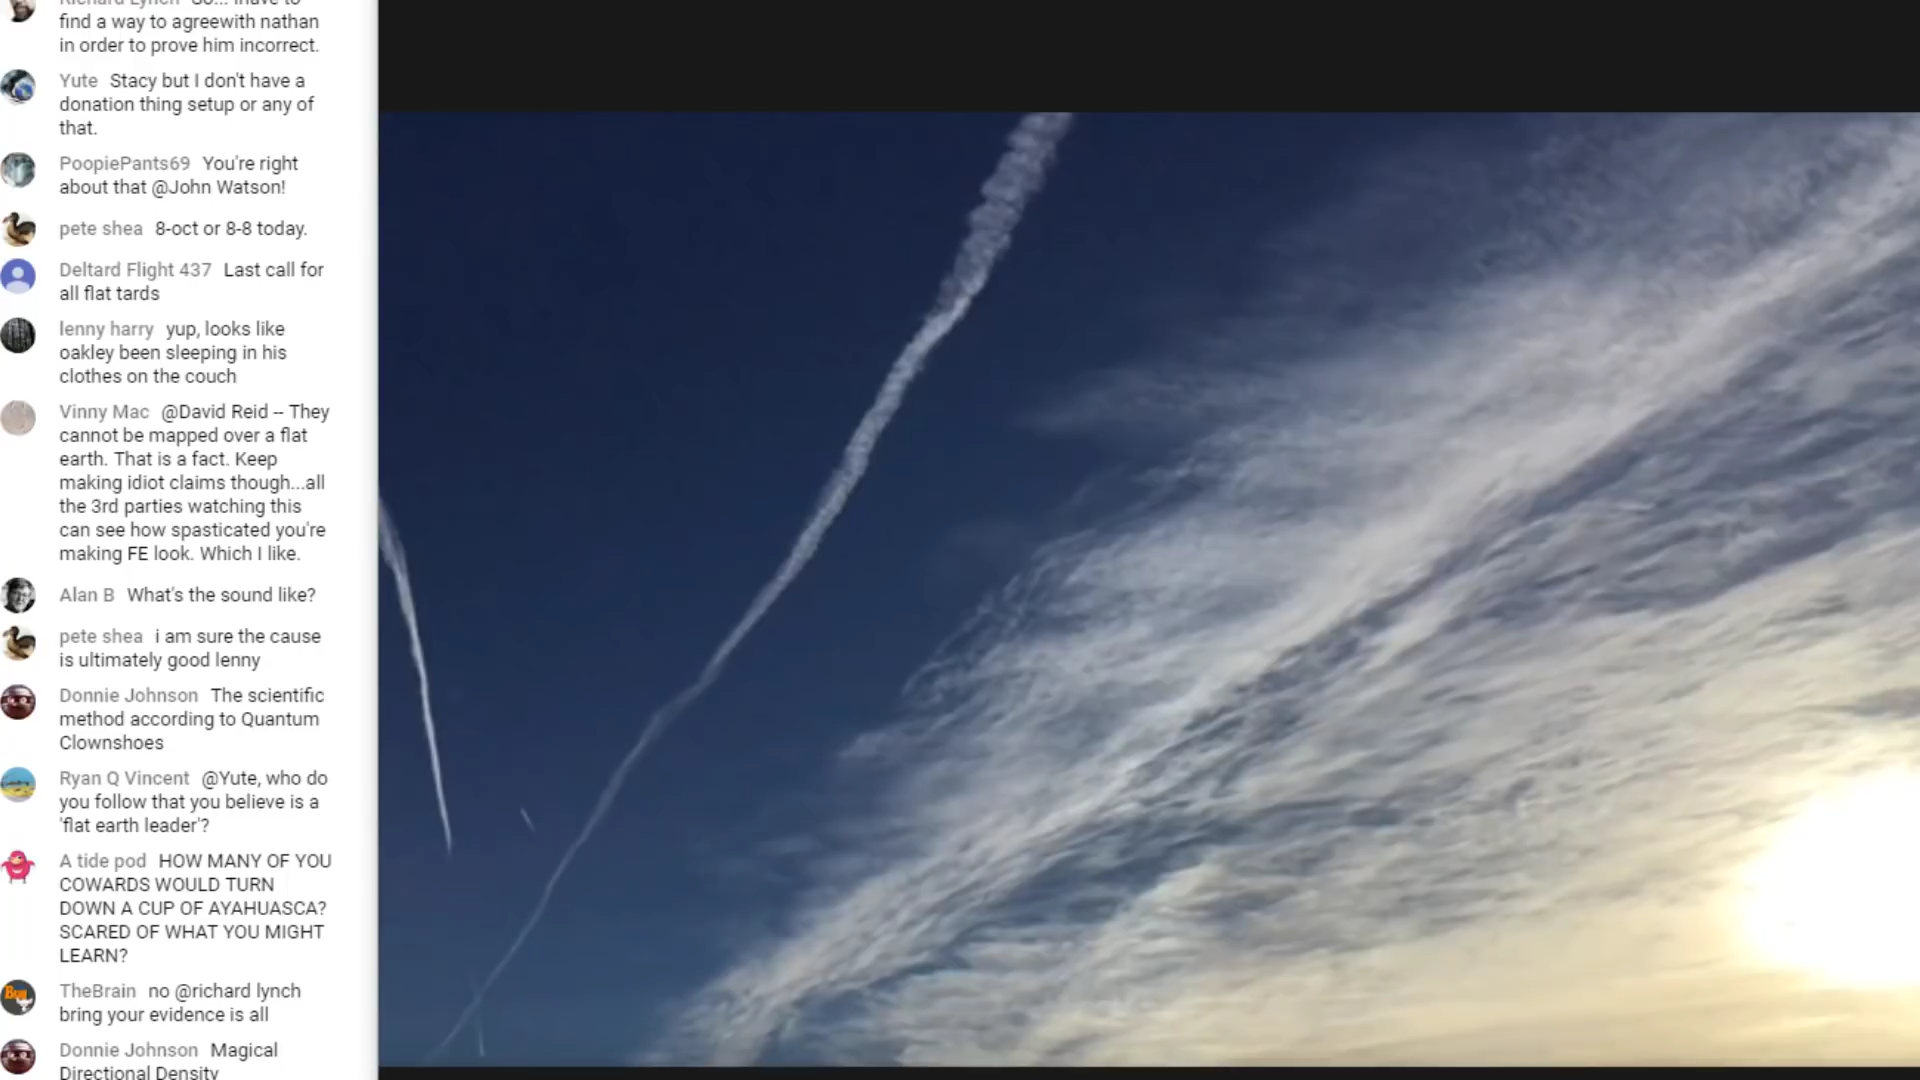 Richard Lynch So... ihave to
find a way to agreewith nathan
in order to prove him incorrect.
Yute Stacy but I don't have a
donation thing setup or any of
that.
PoopiePants69 You're right
about that @John Watson!
pete shea 8-oct or 8-8 today.
Deltard Flight 437 Last call for
all flat tards
lenny harry yup, looks like
oakley been sleeping in his
clothes on the couch
Vinny Mac @David Reid -- They
cannot be mapped over a flat
earth. That is a fact. Keep
making idiot claims though...all
the 3rd parties watching this
can see how spasticated you're
making FE look. Which I like.
Alan B What's the sound like?
pete shea i am sure the cause
is ultimately good lenny
Donnie Johnson The scientific
method according to Quantum
Clownshoes
Ryan Q Vincent @Yute, who do
you follow that you believe is a
'flat earth leader'?
A tide pod HOW MANY OF YOU
COWARDS WOULD TURN
DOWN A CUP OF AYAHUASCA?
SCARED OF WHAT YOU MIGHT
LEARN?
TheBrain no @richard lynch
bring your evidence is all
Donnie Johnson Magical
Directional Density